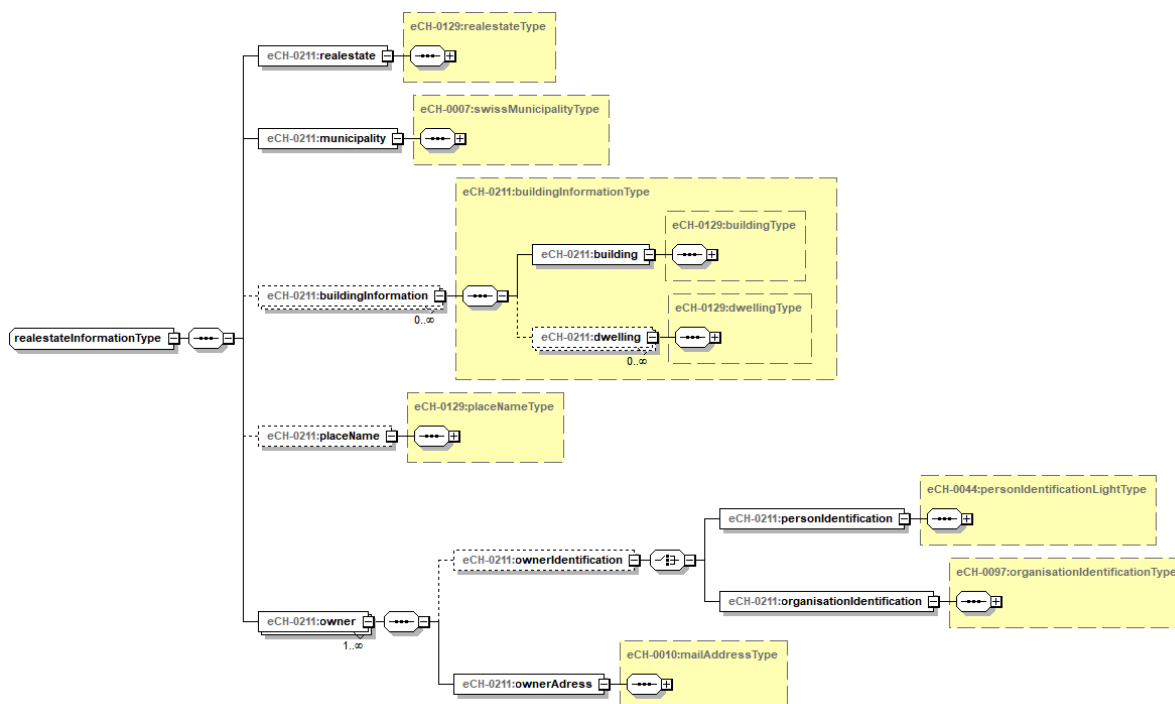 eCH-0129:realestateType
eCH-0211:realestate
eCH-0007:swissMunicipalityType
eCH-0211:municipality
eCH-0211:buildingInformationType
eCH-0129:buildingType
eCH-0211:building
eCH-0211:buildingInformation
0..∞
eCH-0129:dwellingType
eCH-0211:dwelling
0..∞
realestateInformationType
eCH-0129:placeNameType
eCH-0211:placeName
eCH-0044:personIdentificationLightType
eCH-0211:personIdentification
eCH-0211:ownerIdentification
eCH-0097:organisationIdentificationType
eCH-0211:organisationIdentification
eCH-0211:owner
1..∞
eCH-0010:mailAddressType
eCH-0211:ownerAdress